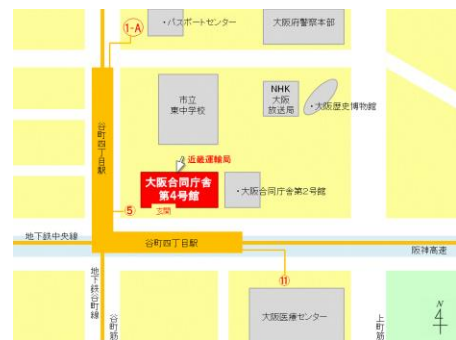 ①-A
・パスポートセンター
大阪府警察本部
市立
東中学校
NHK
大阪
放送局
・大阪歴史博物館
谷町四丁目駅
近畿運輸局
大阪合同庁舎
第4号館
・大阪合同庁舎第2号館
⑤
玄関
地下鉄中央線
谷町四丁目駅
阪神高速
⑪
地下鉄谷町線
谷町筋
大阪医療センター
上町筋
N
4